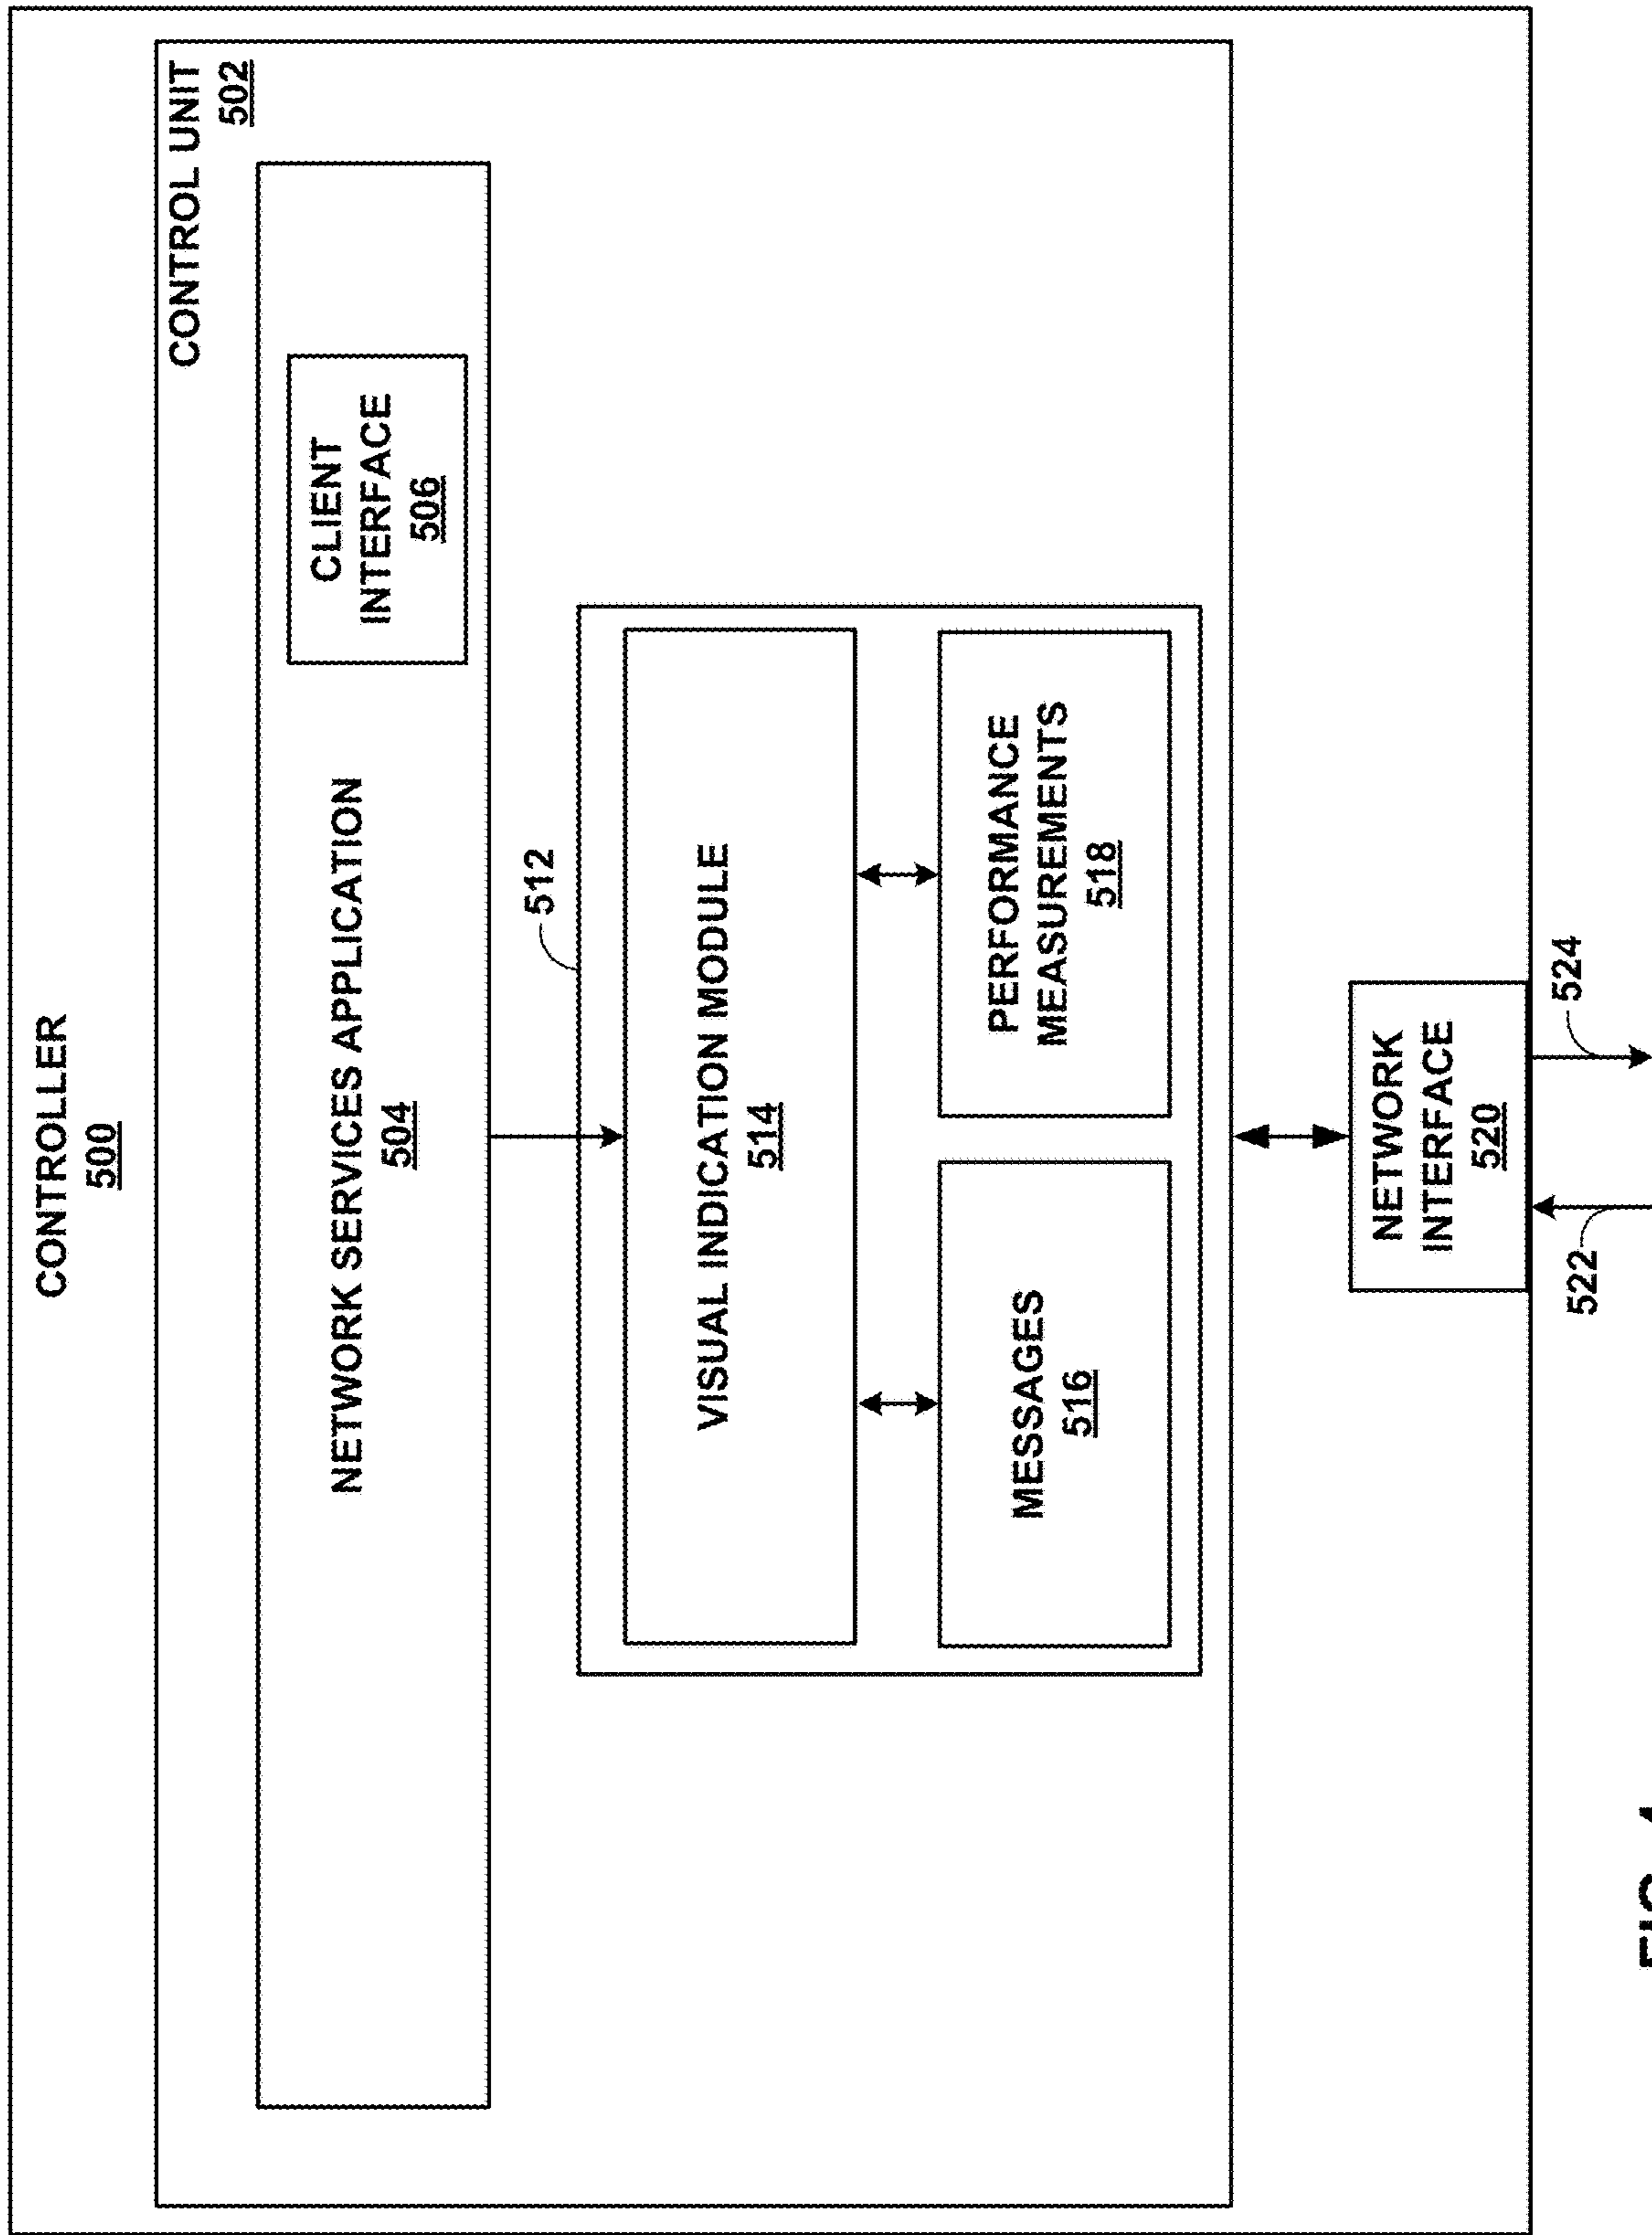 CONTROLLER
500
CONTROL UNIT
502
NETWORK SERVICES APPLICATION
504
CLIENT
INTERFACE
506
512
VISUAL INDICATION MODULE
514
MESSAGES
516
PERFORMANCE
MEASUREMENTS
518
NETWORK
INTERFACE
520
522
524